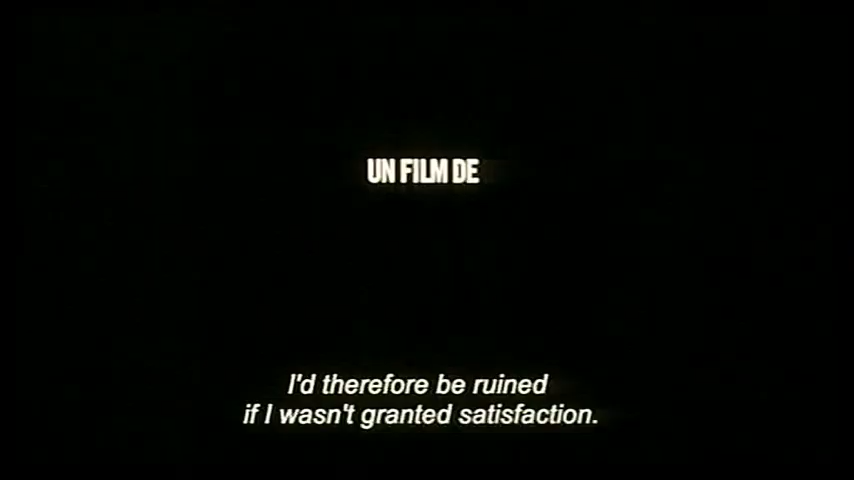 UN FILM DE
I'd therefore be ruined
if I wasn't granted satisfaction.